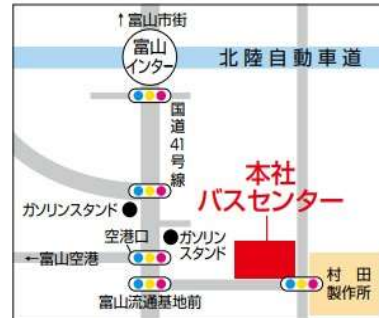 ↑富山市街
富山
インター
北陸自動車道
国道41号線
本社
バスセンター
ガソリンスタンド
空港口
ガソリン
スタンド
←富山空港
村田
製作所
富山流通基地前